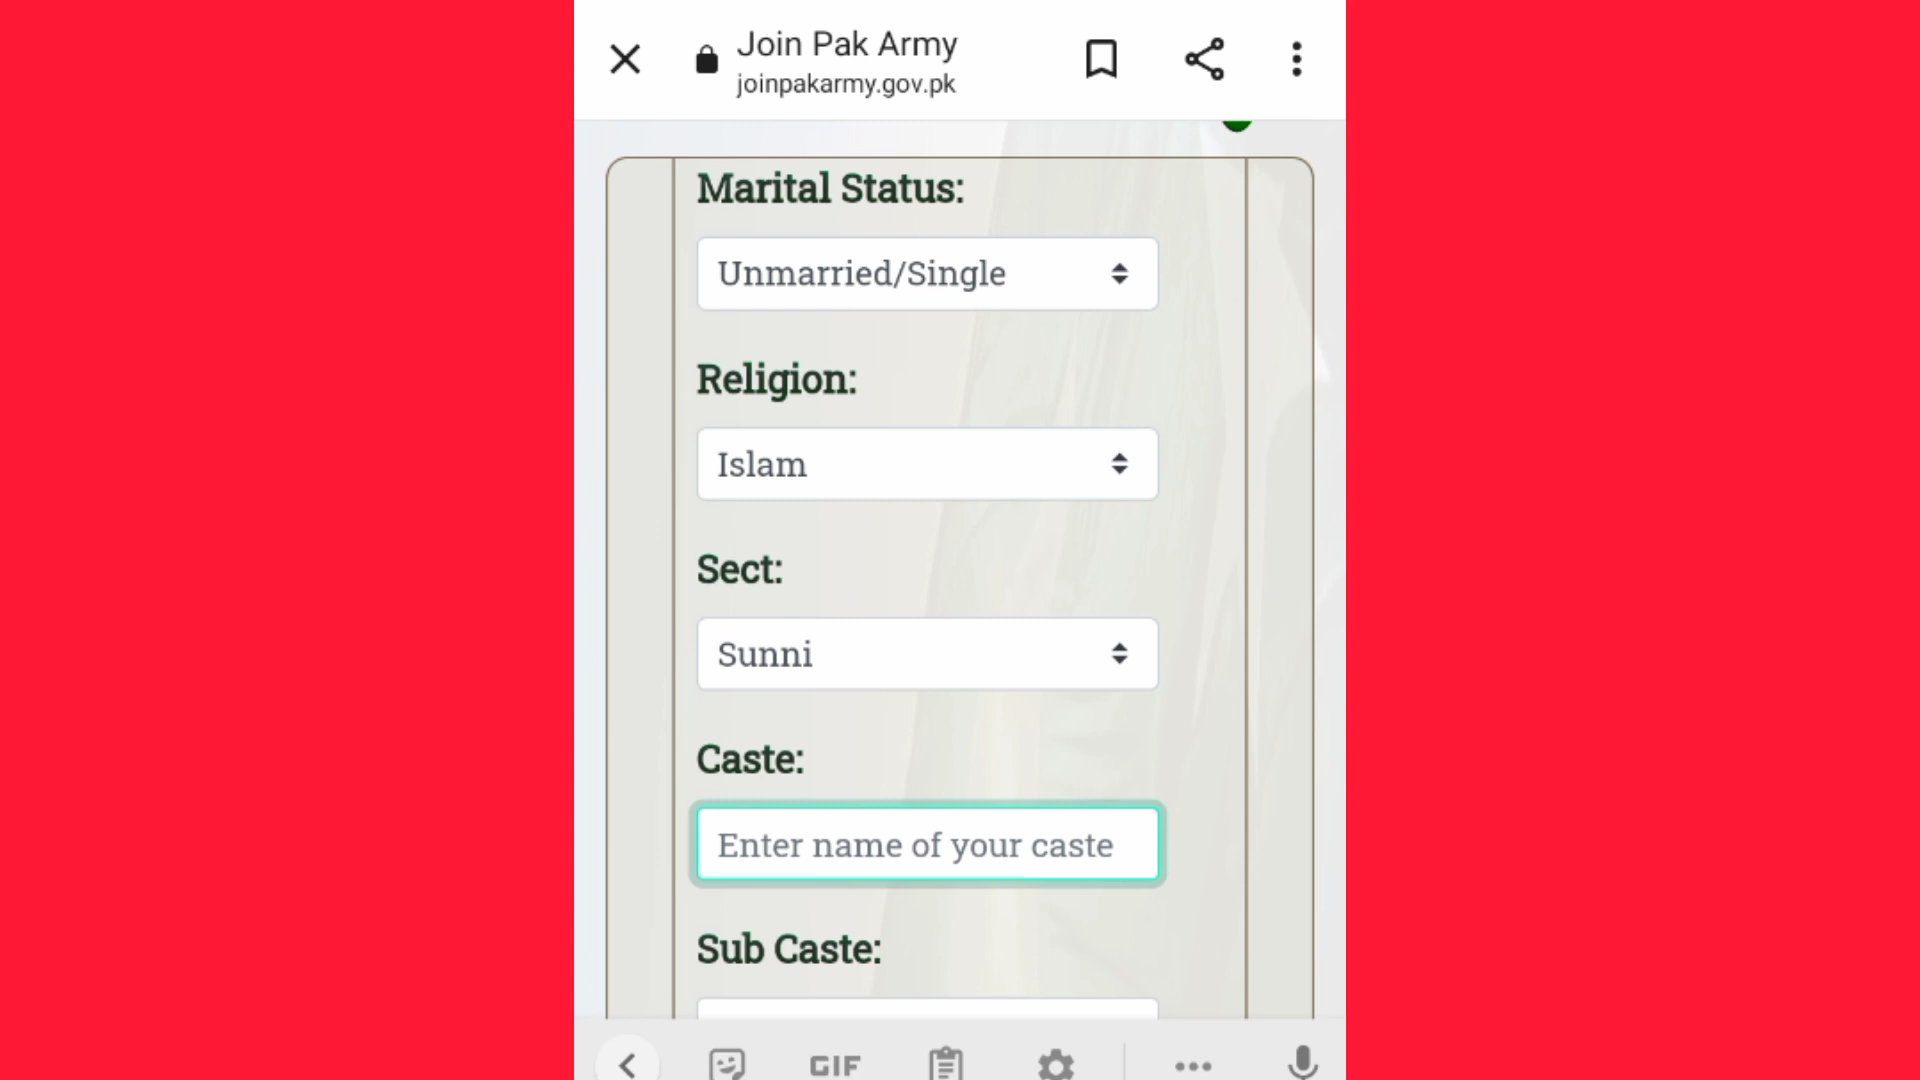 Join Pak Army
joinpakarmy.gov.pk
Marital Status:
Unmarried/Single
Religion:
Islam
Sect:
Sunni
Caste:
Enter name of your caste
Sub Caste:
GIF